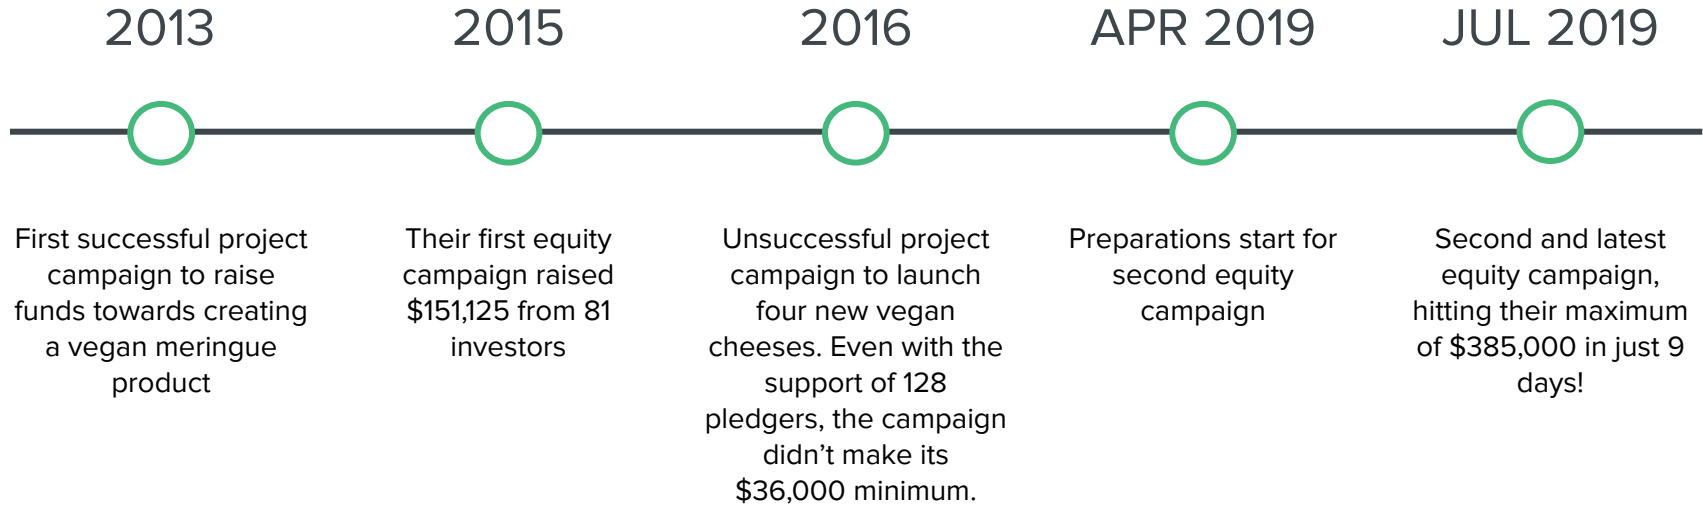 2013
First successful project
campaign to raise
funds towards creating
a vegan meringue
product
2015
Their first equity
campaign raised
$151,125 from 81
investors
2016
Unsuccessful project
campaign to launch
four new vegan
cheeses. Even with the
support of 128
pledgers, the campaign
didn’t make its
$36,000 minimum.
APR 2019
Preparations start for
second equity
campaign
JUL 2019
Second and latest
equity campaign,
hitting their maximum
of $385,000 in just 9
days!